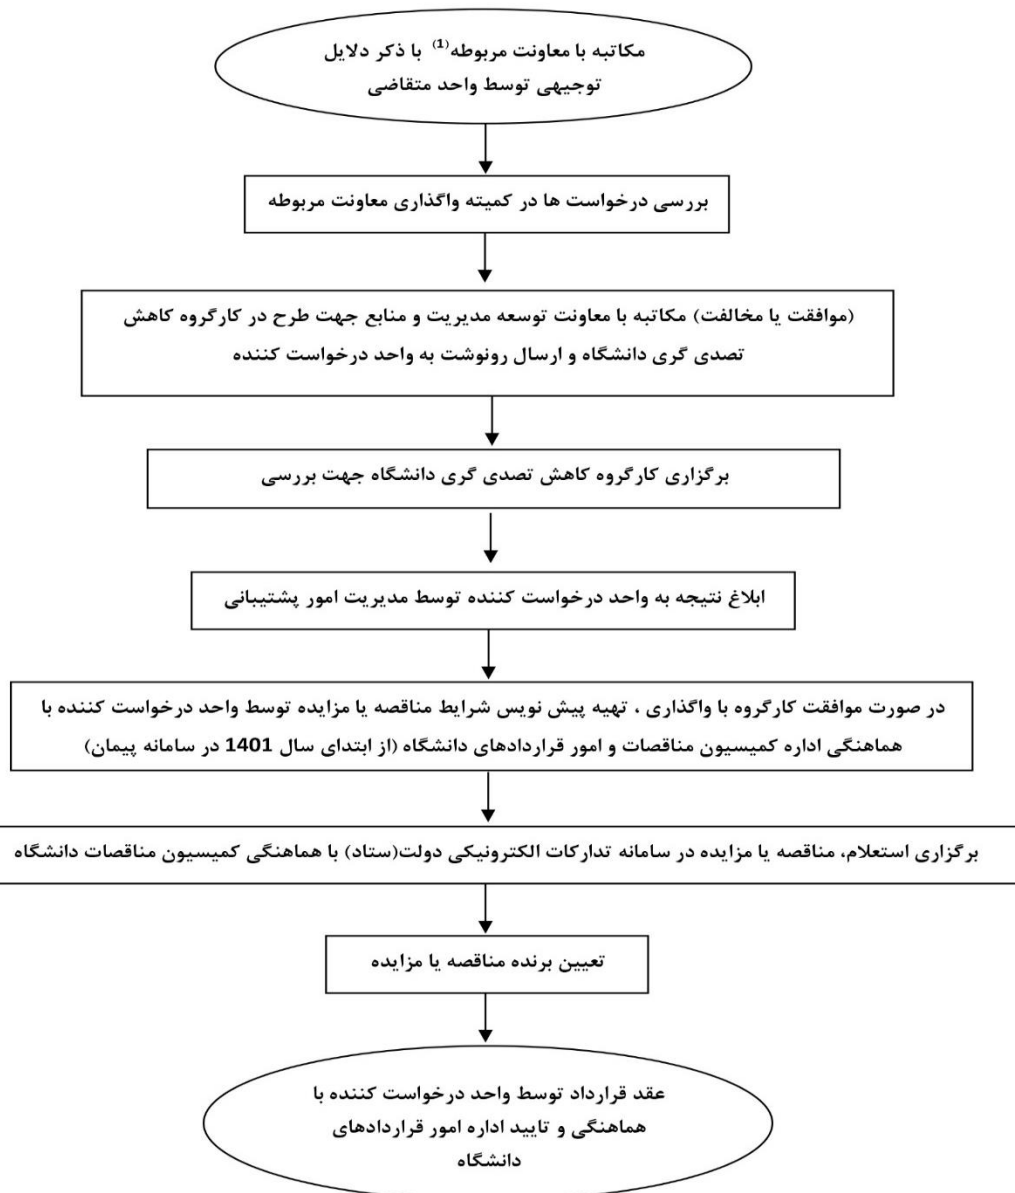 مکاتبه با معاونت مربوطه(1) با ذکر دلایل
توجیهی توسط واحد متقاضی
بررسی درخواست ها در کمیته واگذاری معاونت مربوطه
(موافقت یا مخالفت) مکاتبه با معاونت توسعه مدیریت و منابع جهت طرح در کارگروه کاهش
تصدی گری دانشگاه و ارسال رونوشت به واحد درخواست کننده
برگزاری کارگروه کاهش تصدی گری دانشگاه جهت بررسی
ابلاغ نتیجه به واحد درخواست کننده توسط مدیریت امور پشتیبانی
در صورت موافقت کارگروه با واگذاری ، تهیه پیش نویس شرایط مناقصه یا مزایده توسط واحد درخواست کننده با
هماهنگی اداره کمیسیون مناقصات و امور قراردادهای دانشگاه (از ابتدای سال 1401 در سامانه پیمان)
برگزاری استعلام، مناقصه یا مزایده در سامانه تدارکات الکترونیکی دولت(ستاد) با هماهنگی کمیسیون مناقصات دانشگاه
تعیین برنده مناقصه یا مزایده
عقد قرارداد توسط واحد درخواست کننده با
هماهنگی و تایید اداره امور قراردادهای
دانشگاه